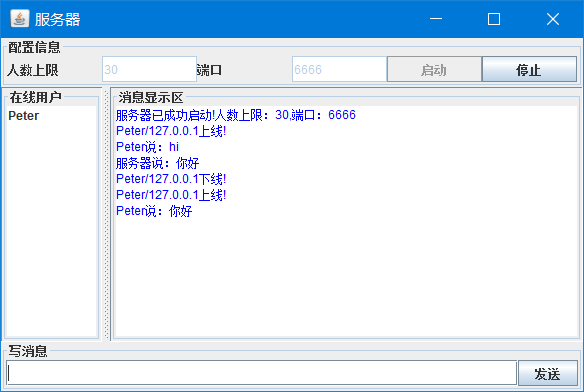 服务器
配置信息
人数上限 30 端口 6666 启动 停止
在线用户
Peter
消息显示区
服务器已成功启动!人数上限：30,端口：6666
Peter/127.0.0.1上线!
Peter说：hi
服务器说：你好
Peter/127.0.0.1下线!
Peter/127.0.0.1上线!
Peter说：你好
写消息
发送